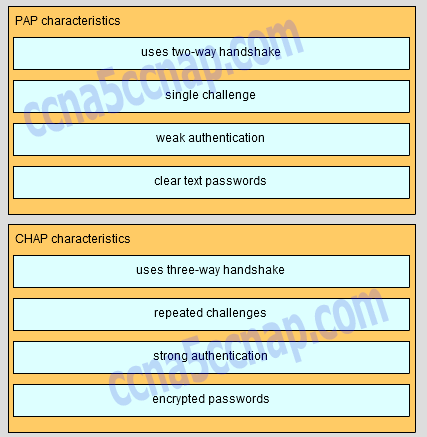 PAP characteristics
uses two-way handshake
single challenge
weak authentication
clear text passwords
ccna5ccnap.com
CHAP characteristics
uses three-way handshake
repeated challenges
strong authentication
encrypted passwords
ccna5ccnap.com